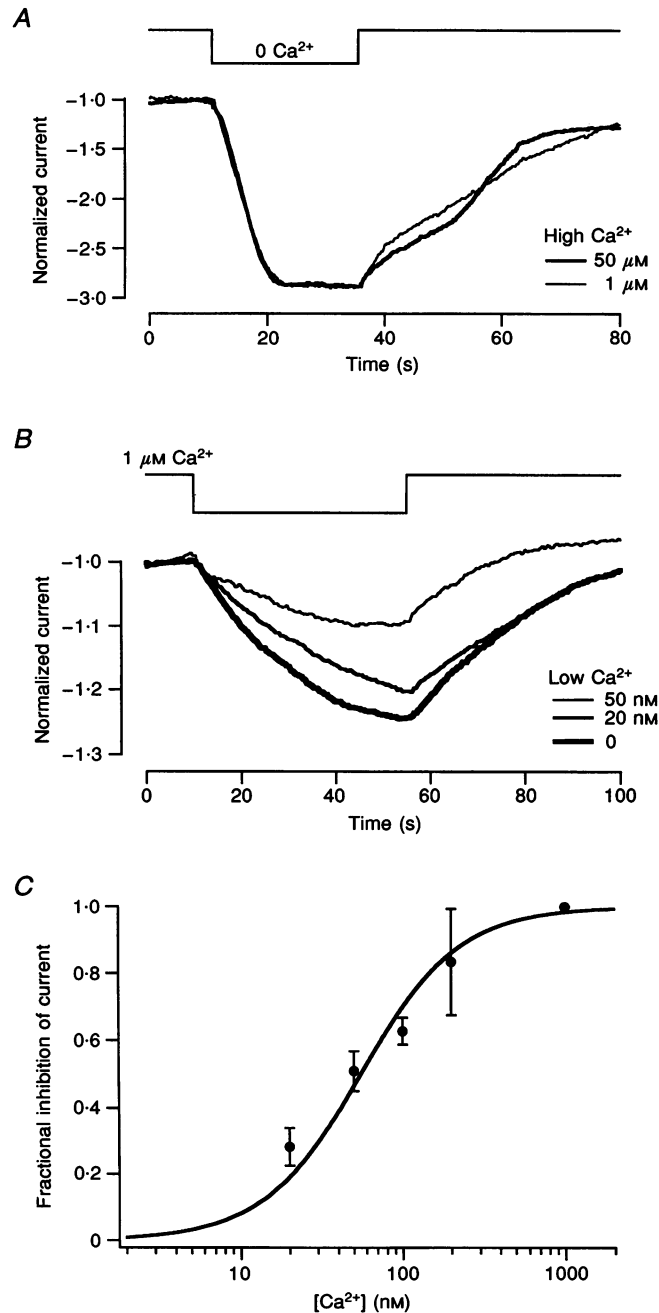 A
0 Ca²⁺
Normalized current
−1·0
−1·5
−2·0
−2·5
−3·0
High Ca²⁺
50 μM
1 μM
0 20 40 60 80
Time (s)
B
1 μM Ca²⁺
Normalized current
−1·0
−1·1
−1·2
−1·3
Low Ca²⁺
50 nM
20 nM
0
0 20 40 60 80 100
Time (s)
C
Fractional inhibition of current
1·0
0·8
0·6
0·4
0·2
0
10 100 1000
[Ca²⁺] (nM)